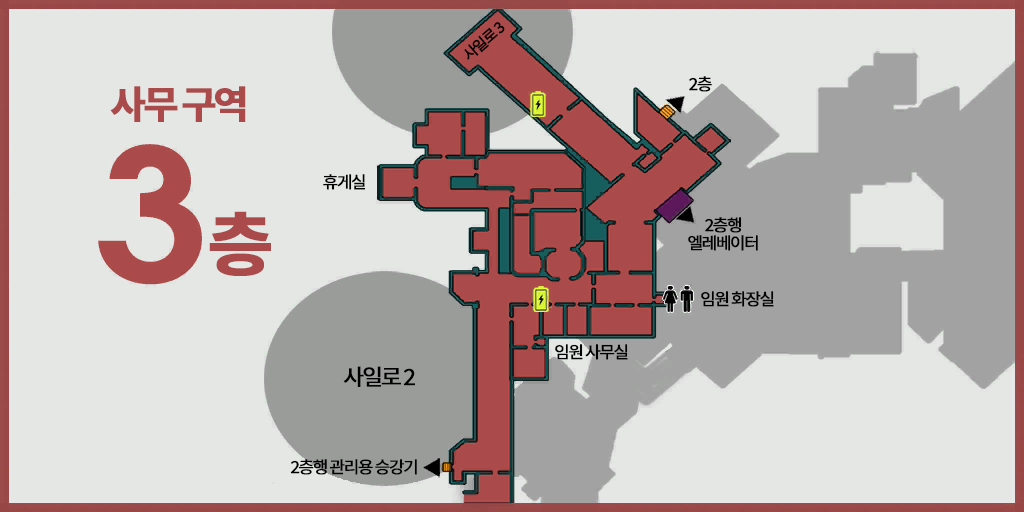 사일로 3
2층
사무 구역
3층
휴게실
2층행
엘레베이터
임원 화장실
임원 사무실
사일로 2
2층행 관리용 승강기